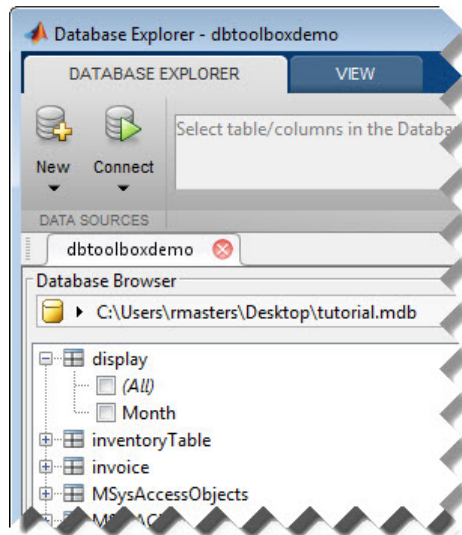 Database Explorer - dbtoolboxdemo
DATABASE EXPLORER
VIEW
New
Connect
Select table/columns in the Databa
DATA SOURCES
dbtoolboxdemo
Database Browser
C:\Users\rmasters\Desktop\tutorial.mdb
display
(All)
Month
inventoryTable
invoice
MSysAccessObjects